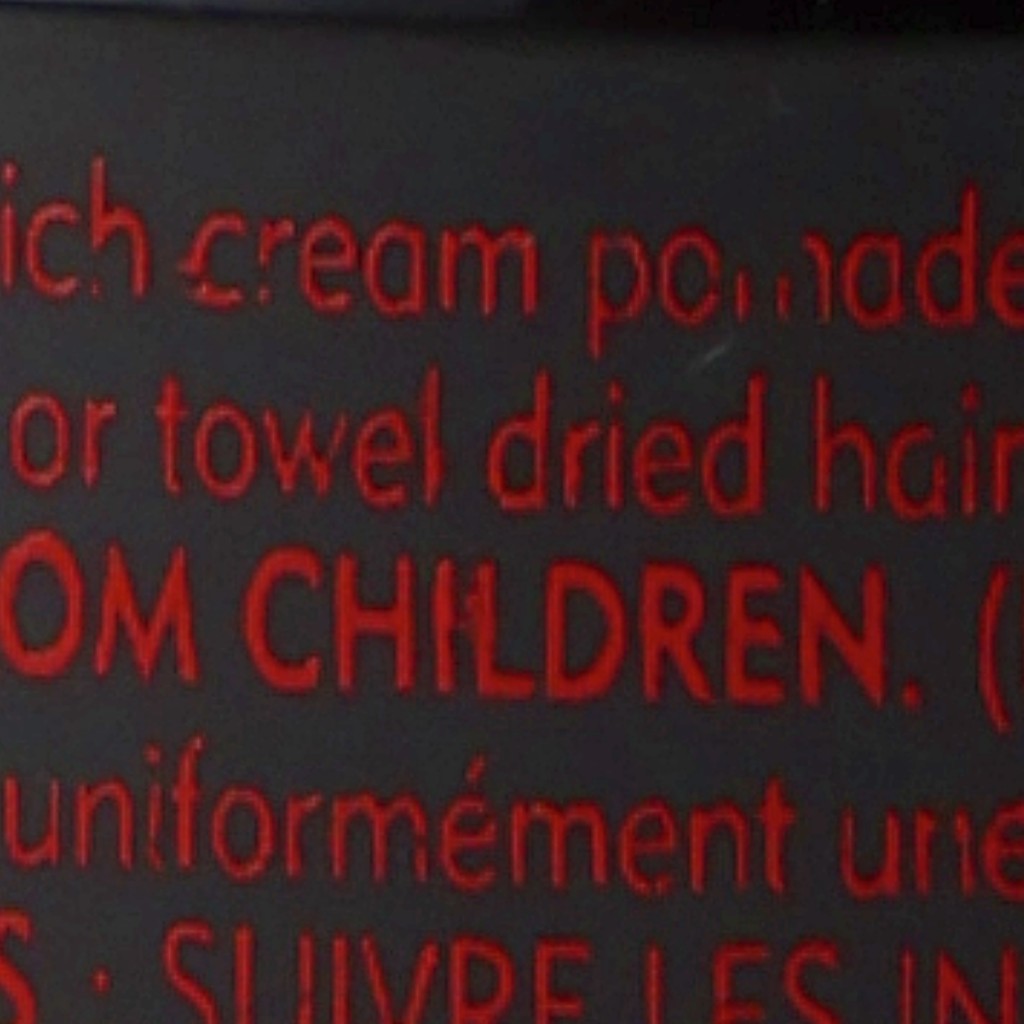 ich cream pomade
or towel dried hair
OM CHILDREN. (
uniformément une
S : SUIVRE LES IN